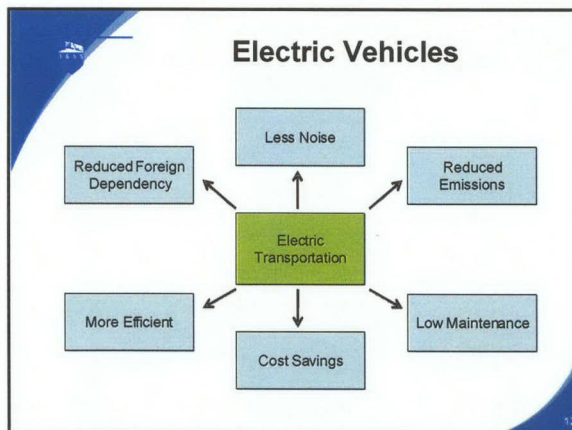 Electric Vehicles
Less Noise
Reduced Foreign
Dependency
Reduced
Emissions
Electric
Transportation
More Efficient
Low Maintenance
Cost Savings